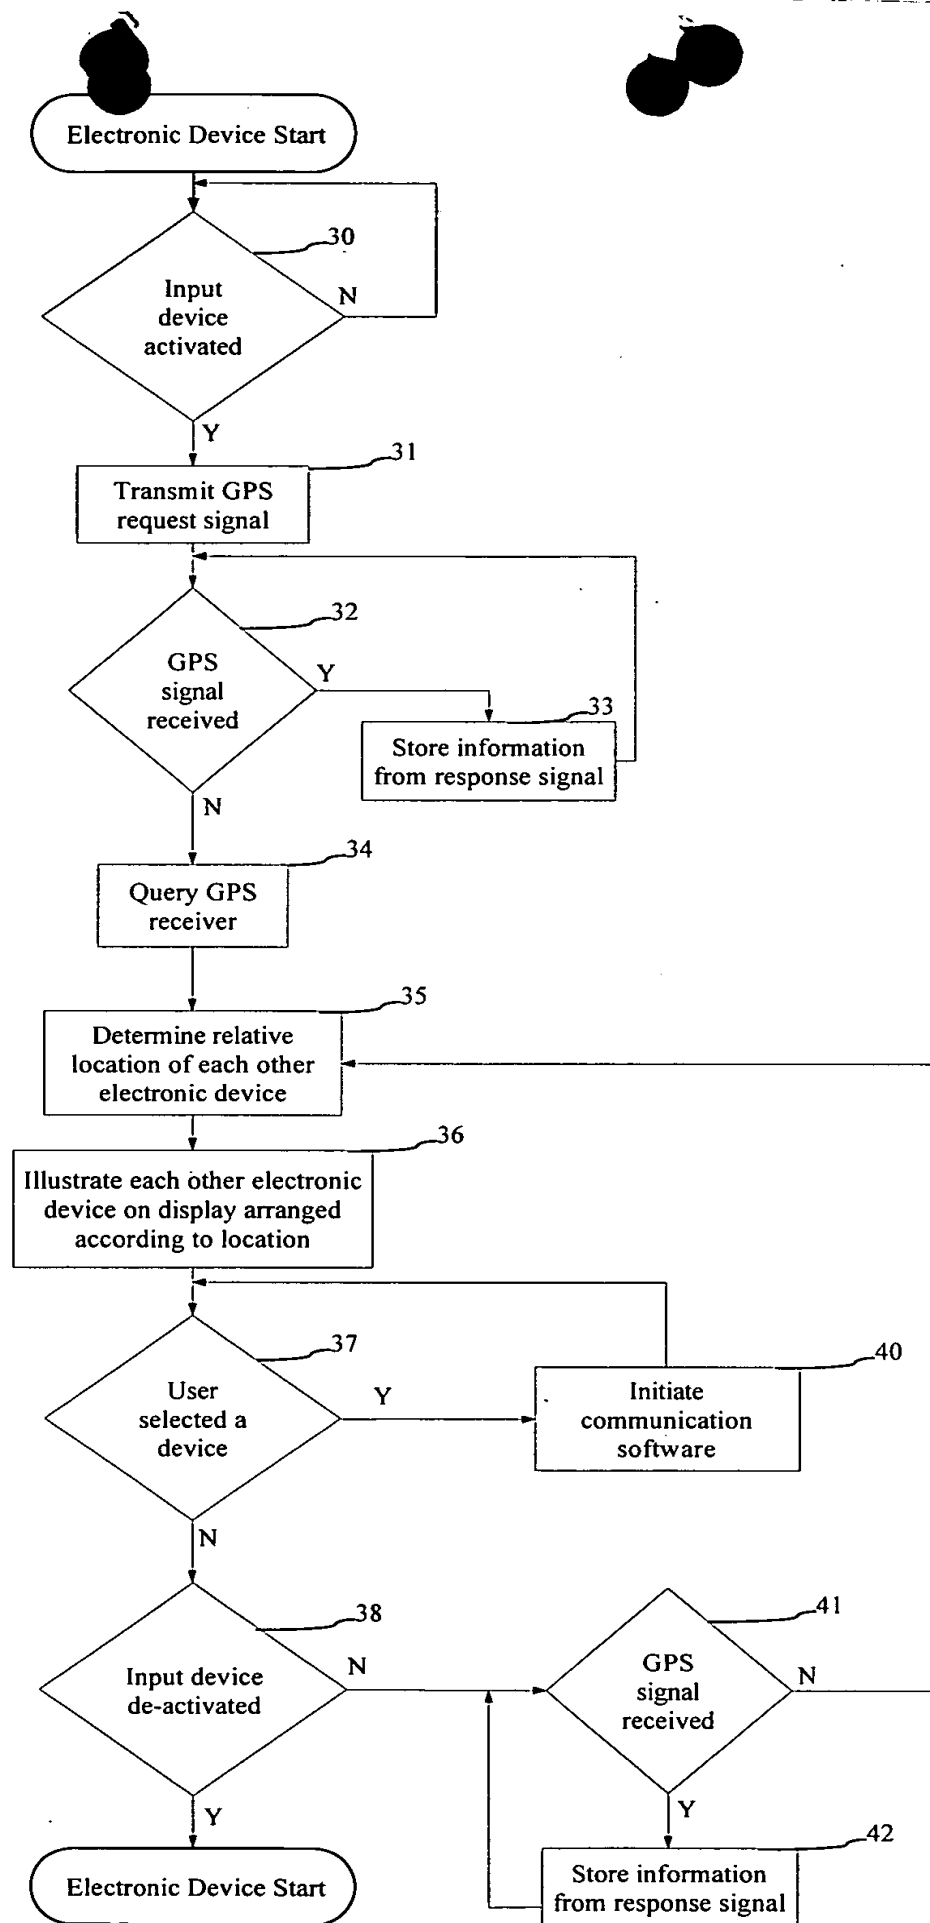 Electronic Device Start
30
Input
device
activated
N
Y
31
Transmit GPS
request signal
32
GPS
signal
received
Y
33
Store information
from response signal
N
34
Query GPS
receiver
35
Determine relative
location of each other
electronic device
36
Illustrate each other electronic
device on display arranged
according to location
37
User
selected a
device
Y
40
Initiate
communication
software
N
38
Input device
de-activated
N
41
GPS
signal
received
N
Y
Y
42
Electronic Device Start
Store information
from response signal